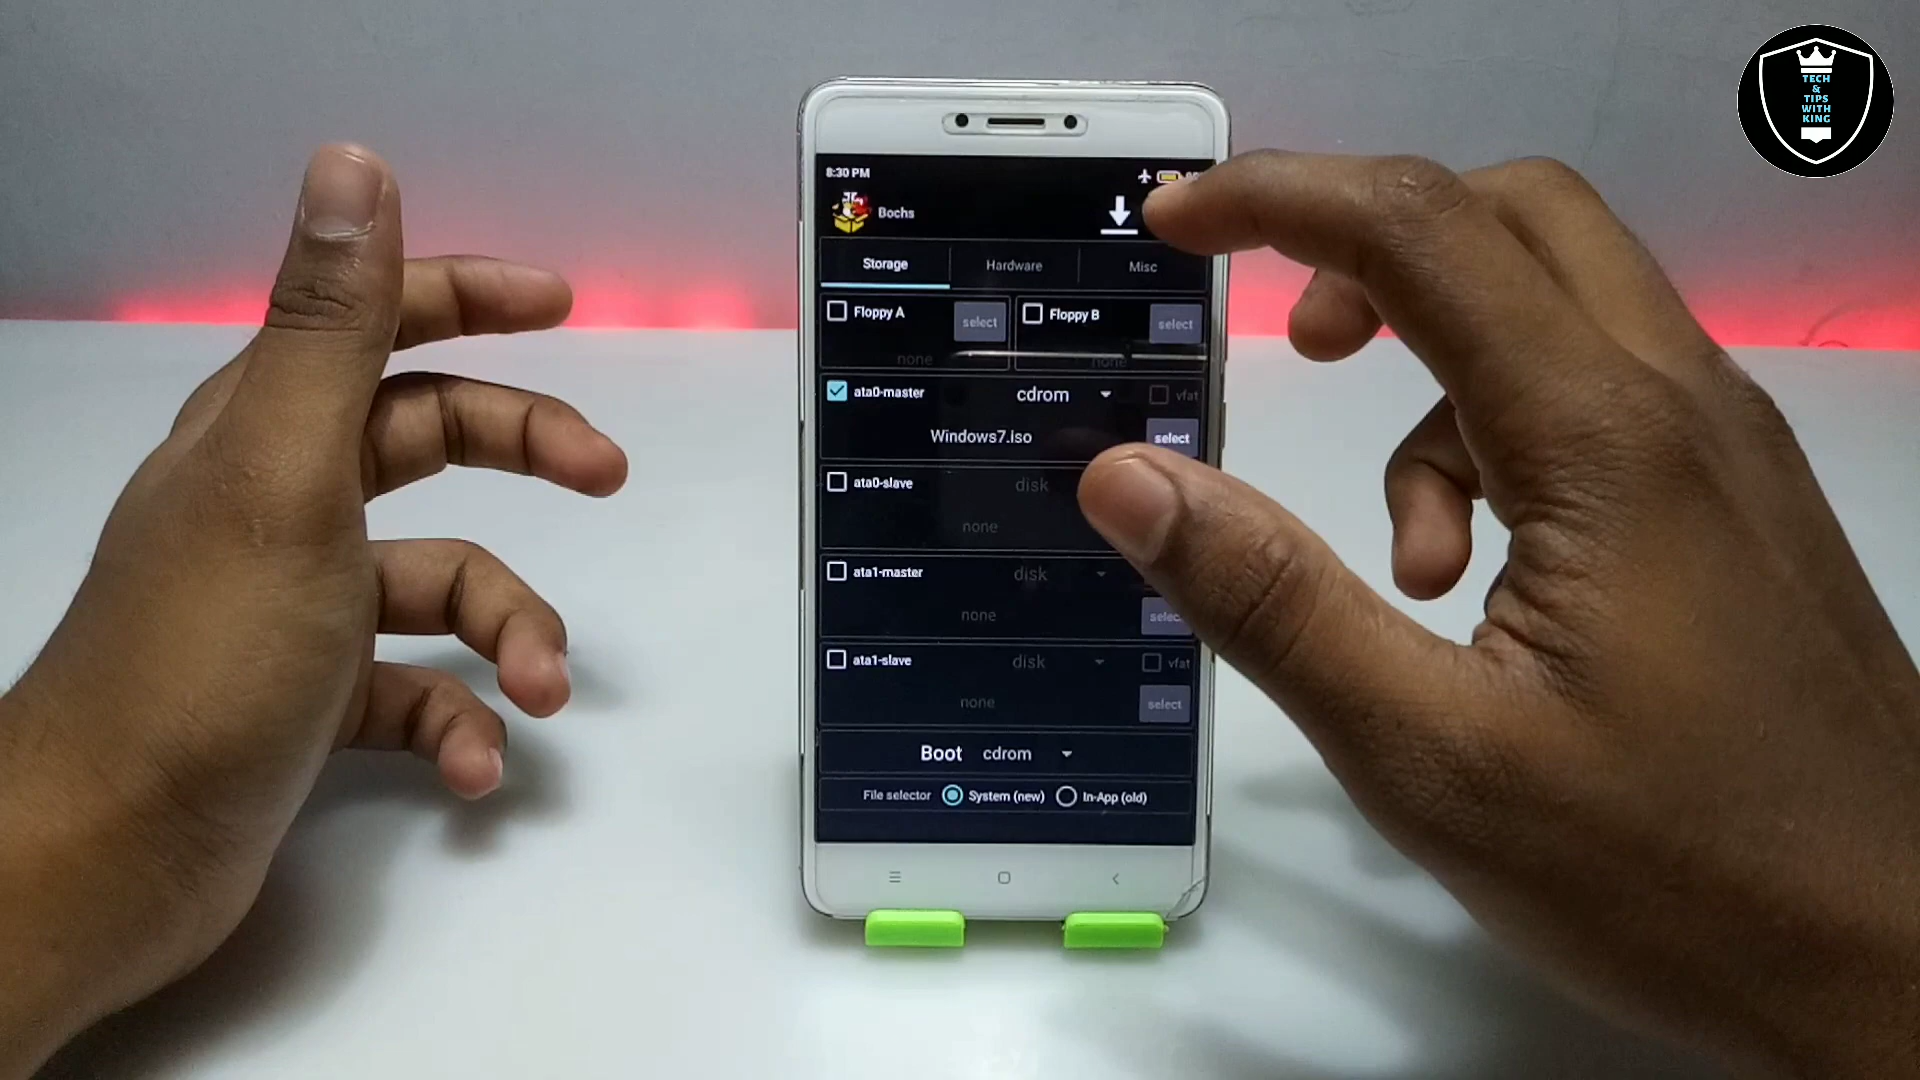 TECH
&
TIPS
WITH
KING
8:30 PM
Bochs
Storage Hardware Misc
Floppy A select Floppy B select
none none
ata0-master cdrom vfat
Windows7.iso select
ata0-slave disk
none
ata1-master disk
none
ata1-slave disk vfat
none select
Boot cdrom
File selector System (new) In-App (old)